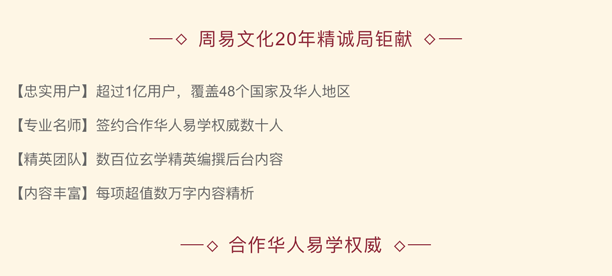 周易文化20年精诚局钜献
【忠实用户】超过1亿用户，覆盖48个国家及华人地区
【专业名师】签约合作华人易学权威数十人
【精英团队】数百位玄学精英编撰后台内容
【内容丰富】每项超值数万字内容精析
合作华人易学权威